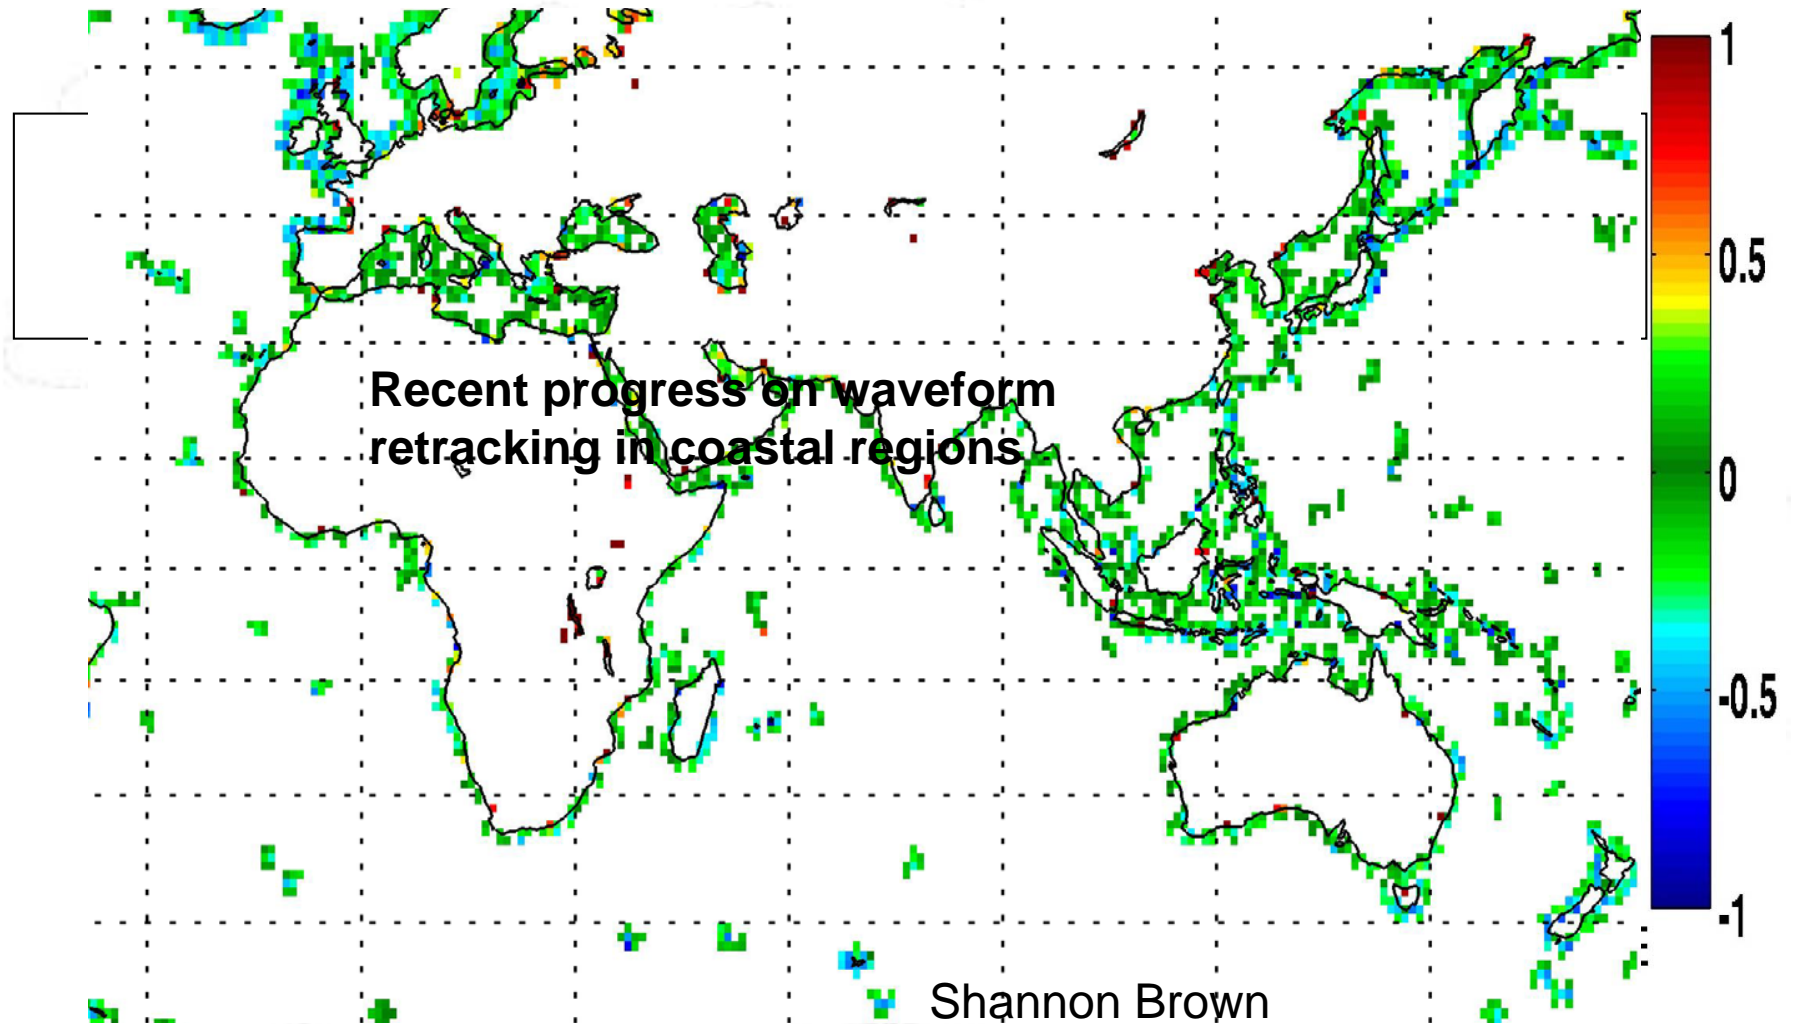 1
0.5
Recent progress on waveform
retracking in coastal regions
0
-0.5
-1
Shannon Brown